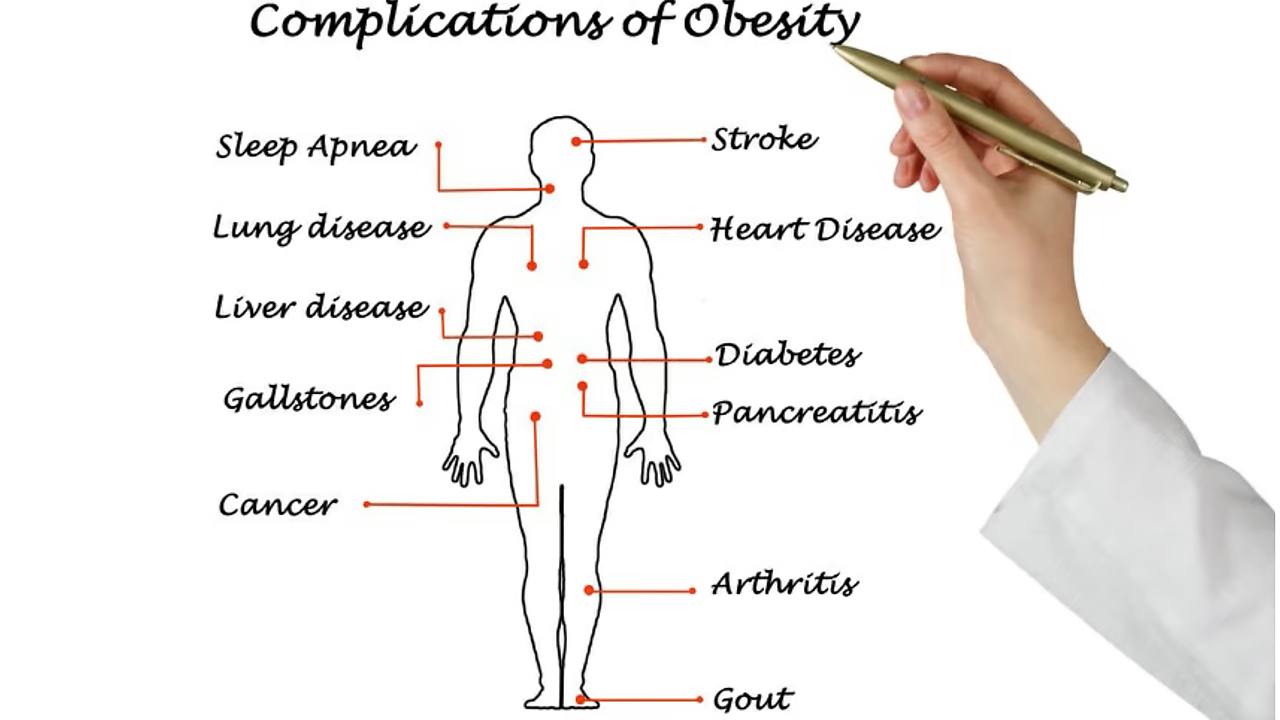 Complications of Obesity
Sleep Apnea
Stroke
Lung disease
Heart Disease
Liver disease
Diabetes
Gallstones
Pancreatitis
Cancer
Arthritis
Gout